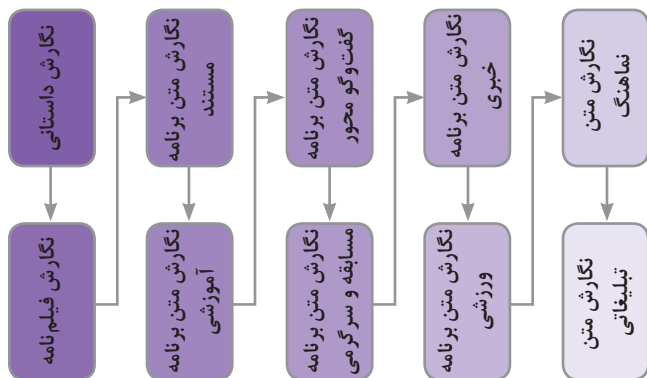 نگارش داستانی
نگارش فیلم‌نامه
نگارش متن برنامه
مستند
نگارش متن برنامه
آموزشی
نگارش متن برنامه
گفت‌وگو محور
نگارش متن برنامه
مسابقه و سرگرمی
نگارش متن برنامه
خبری
نگارش متن برنامه
ورزشی
نگارش متن
نماهنگ
نگارش متن
تبلیغاتی